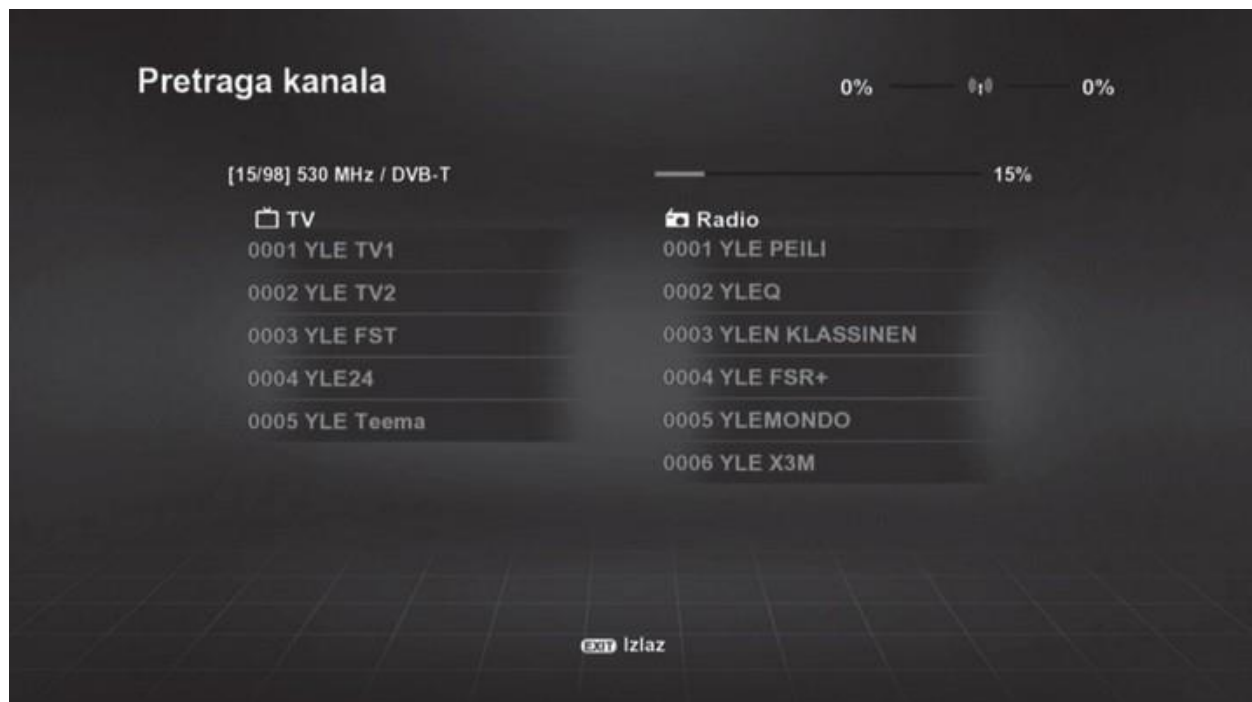 Pretraga kanala
0% 0%
[15/98] 530 MHz / DVB-T 15%
TV
0001 YLE TV1
0002 YLE TV2
0003 YLE FST
0004 YLE24
0005 YLE Teema
Radio
0001 YLE PEILI
0002 YLEQ
0003 YLEN KLASSINEN
0004 YLE FSR+
0005 YLEMONDO
0006 YLE X3M
EXIT Izlaz